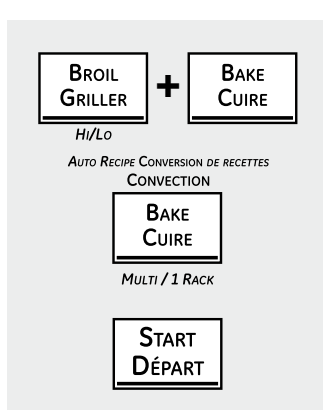 BROIL + BAKE
GRILLER CUIRE
HI/LO
AUTO RECIPE CONVERSION DE RECETTES
CONVECTION
BAKE
CUIRE
MULTI / 1 RACK
START
DÉPART